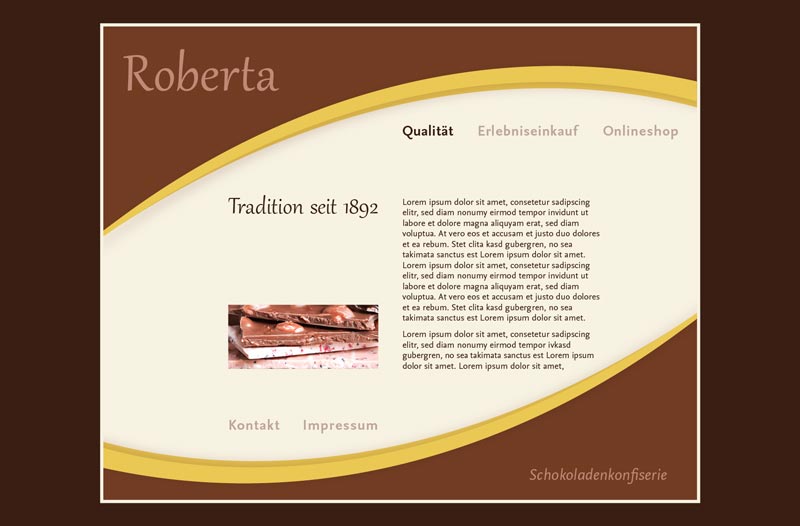 Roberta
Qualität Erlebniseinkauf Onlineshop
Tradition seit 1892
Lorem ipsum dolor sit amet, consetetur sadipscing
elitr, sed diam nonumy eirmod tempor invidunt ut
labore et dolore magna aliquyam erat, sed diam
voluptua. At vero eos et accusam et justo duo dolores
et ea rebum. Stet clita kasd gubergren, no sea
takimata sanctus est Lorem ipsum dolor sit amet.
Lorem ipsum dolor sit amet, consetetur sadipscing
elitr, sed diam nonumy eirmod tempor invidunt ut
labore et dolore magna aliquyam erat, sed diam
voluptua. At vero eos et accusam et justo duo dolores
et ea rebum. Stet clita kasd gubergren, no sea
takimata sanctus est Lorem ipsum dolor sit amet.
Lorem ipsum dolor sit amet, consetetur sadipscing
elitr, sed diam nonumy eirmod tempor ivkasd
gubergren, no sea takimata sanctus est Lorem ipsum
dolor sit amet. Lorem ipsum dolor sit amet,
Kontakt Impressum
Schokoladenkonfiserie